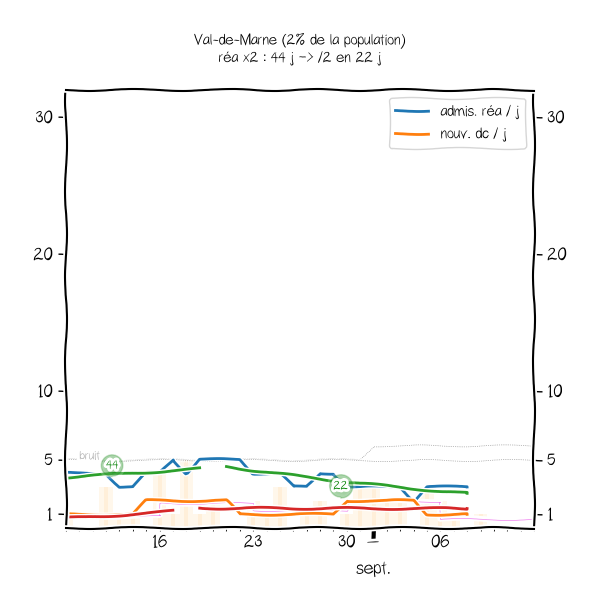 Val-de-Marne (2% de la population)
réa x2 : 44 j -> /2 en 22 j
admis. réa / j
nouv. dc / j
30
30
20
20
10
10
5
bruit
44
5
22
1
1
16
23
30
1
06
sept.